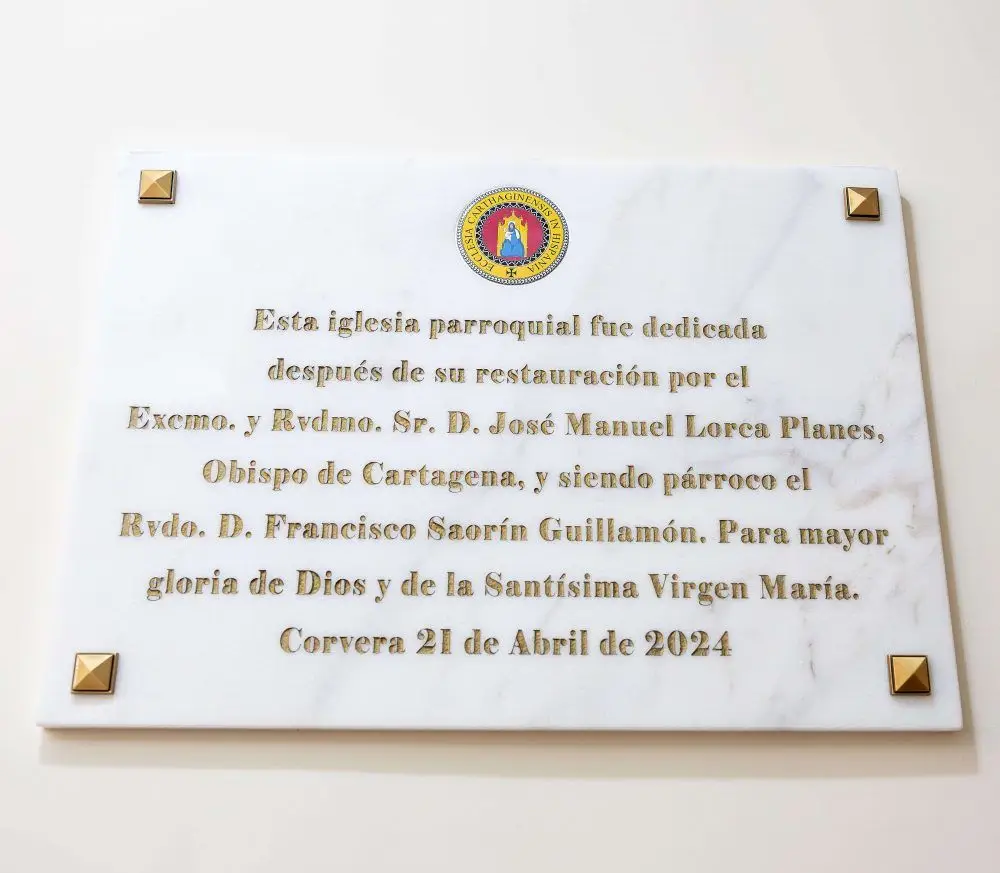 ECCLESIA CARTHAGINENSIS IN HISPANIA
Esta iglesia parroquial fue dedicada
después de su restauración por el
Excmo. y Rvdmo. Sr. D. José Manuel Lorca Planes,
Obispo de Cartagena, y siendo párroco el
Rvdo. D. Francisco Saorín Guillamón. Para mayor
gloria de Dios y de la Santísima Virgen María.
Corvera 21 de Abril de 2024